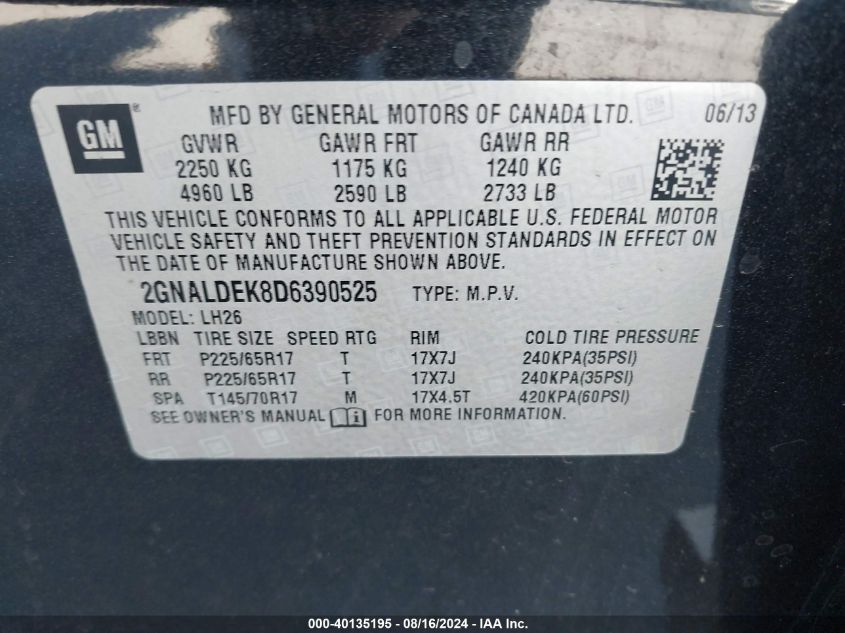 GM ® MFD BY GENERAL MOTORS OF CANADA LTD. 06/13
GVWR GAWR FRT GAWR RR
2250 KG 1175 KG 1240 KG
4960 LB 2590 LB 2733 LB
THIS VEHICLE CONFORMS TO ALL APPLICABLE U.S. FEDERAL MOTOR
VEHICLE SAFETY AND THEFT PREVENTION STANDARDS IN EFFECT ON
THE DATE OF MANUFACTURE SHOWN ABOVE.
2GNALDEK8D6390525 TYPE: M.P.V.
MODEL: LH26
LBBN TIRE SIZE SPEED RTG RIM COLD TIRE PRESSURE
FRT P225/65R17 T 17X7J 240KPA(35PSI)
RR P225/65R17 T 17X7J 240KPA(35PSI)
SPA T145/70R17 M 17X4.5T 420KPA(60PSI)
SEE OWNER'S MANUAL i FOR MORE INFORMATION.
000-40135195 - 08/16/2024 - IAA Inc.